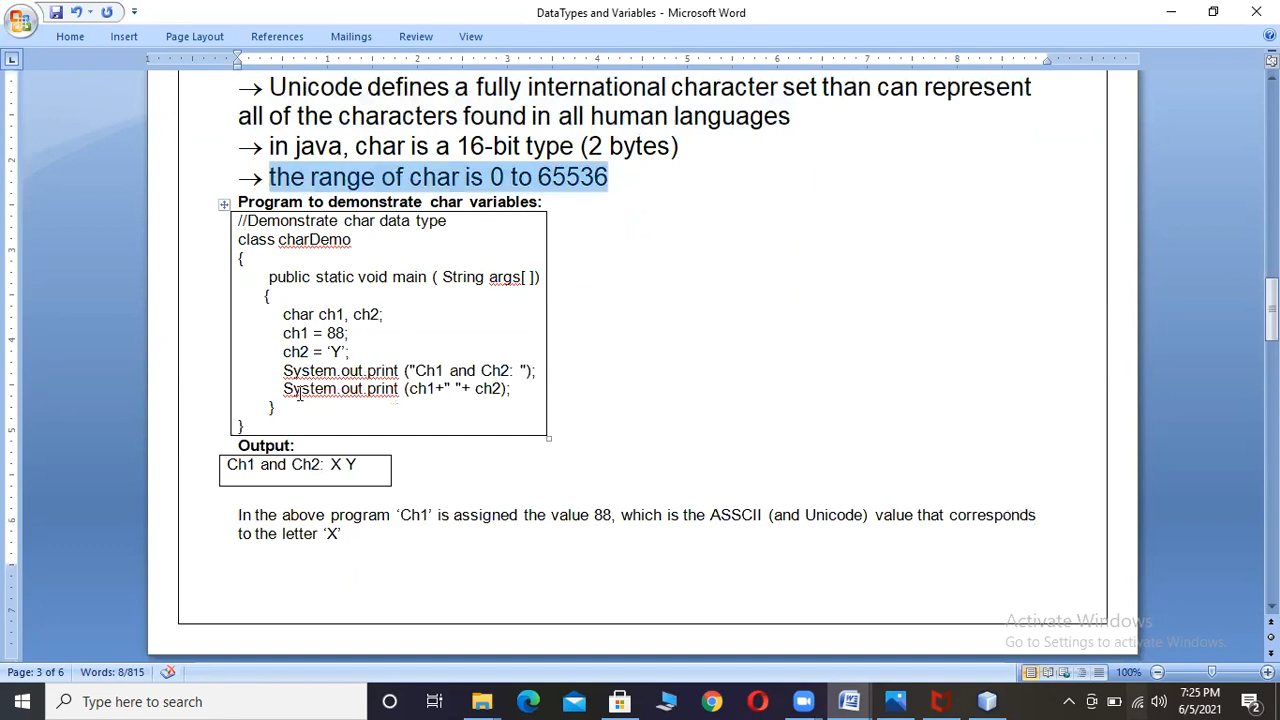 DataTypes and Variables - Microsoft Word
Home Insert Page Layout References Mailings Review View
→ Unicode defines a fully international character set than can represent
all of the characters found in all human languages
→ in java, char is a 16-bit type (2 bytes)
→ the range of char is 0 to 65536
Program to demonstrate char variables:
//Demonstrate char data type
class charDemo
{
public static void main ( String args[ ])
{
char ch1, ch2;
ch1 = 88;
ch2 = ‘Y’;
System.out.print ("Ch1 and Ch2: ");
System.out.print (ch1+" "+ ch2);
}
}
Output:
Ch1 and Ch2: X Y
In the above program ‘Ch1’ is assigned the value 88, which is the ASSCII (and Unicode) value that corresponds
to the letter ‘X’
Activate Windows
Go to Settings to activate Windows.
Page: 3 of 6 Words: 8/815 100%
Type here to search
7:25 PM
6/5/2021
2